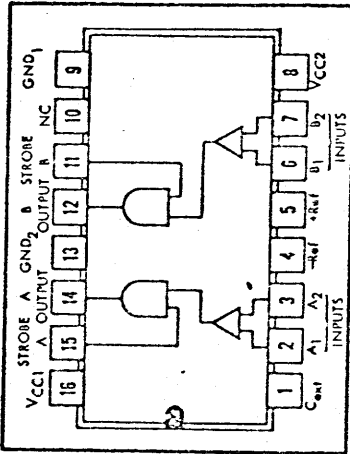 STROBE A GND₂ B STROBE
VCC1 A OUTPUT OUTPUT B NC GND₁
16 15 14 13 12 11 10 9
1 2 3 4 5 6 7 8
Cext A₁ A₂ –Ref +Ref B₁ B₂ VCC2
INPUTS INPUTS